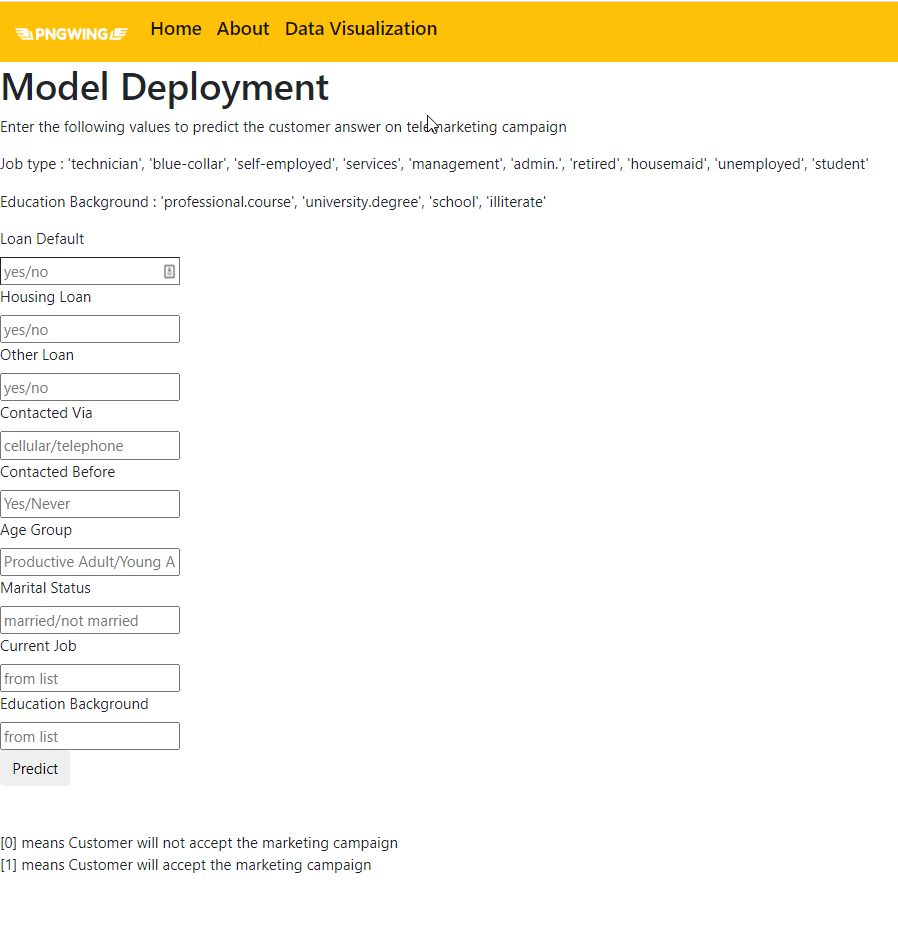 PNGWING Home About Data Visualization
Model Deployment
Enter the following values to predict the customer answer on telemarketing campaign
Job type : 'technician', 'blue-collar', 'self-employed', 'services', 'management', 'admin.', 'retired', 'housemaid', 'unemployed', 'student'
Education Background : 'professional.course', 'university.degree', 'school', 'illiterate'
Loan Default
yes/no
Housing Loan
yes/no
Other Loan
yes/no
Contacted Via
cellular/telephone
Contacted Before
Yes/Never
Age Group
Productive Adult/Young A
Marital Status
married/not married
Current Job
from list
Education Background
from list
Predict
[0] means Customer will not accept the marketing campaign
[1] means Customer will accept the marketing campaign